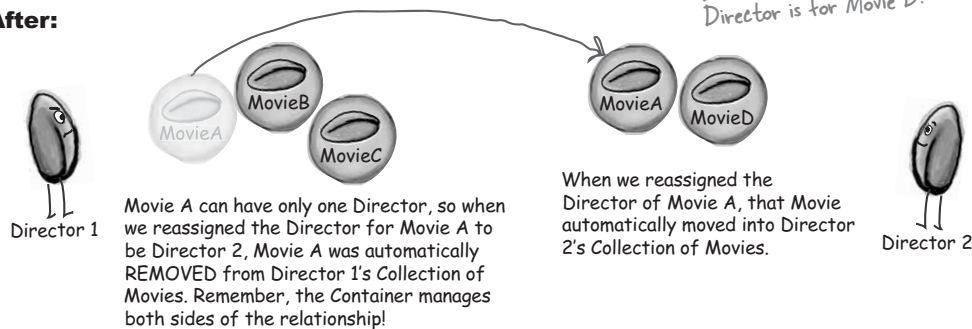 After:
Director is for Movie D.
MovieA
MovieB
MovieC
MovieA
MovieD
Director 1
Movie A can have only one Director, so when
we reassigned the Director for Movie A to
be Director 2, Movie A was automatically
REMOVED from Director 1's Collection of
Movies. Remember, the Container manages
both sides of the relationship!
When we reassigned the
Director of Movie A, that Movie
automatically moved into Director
2's Collection of Movies.
Director 2